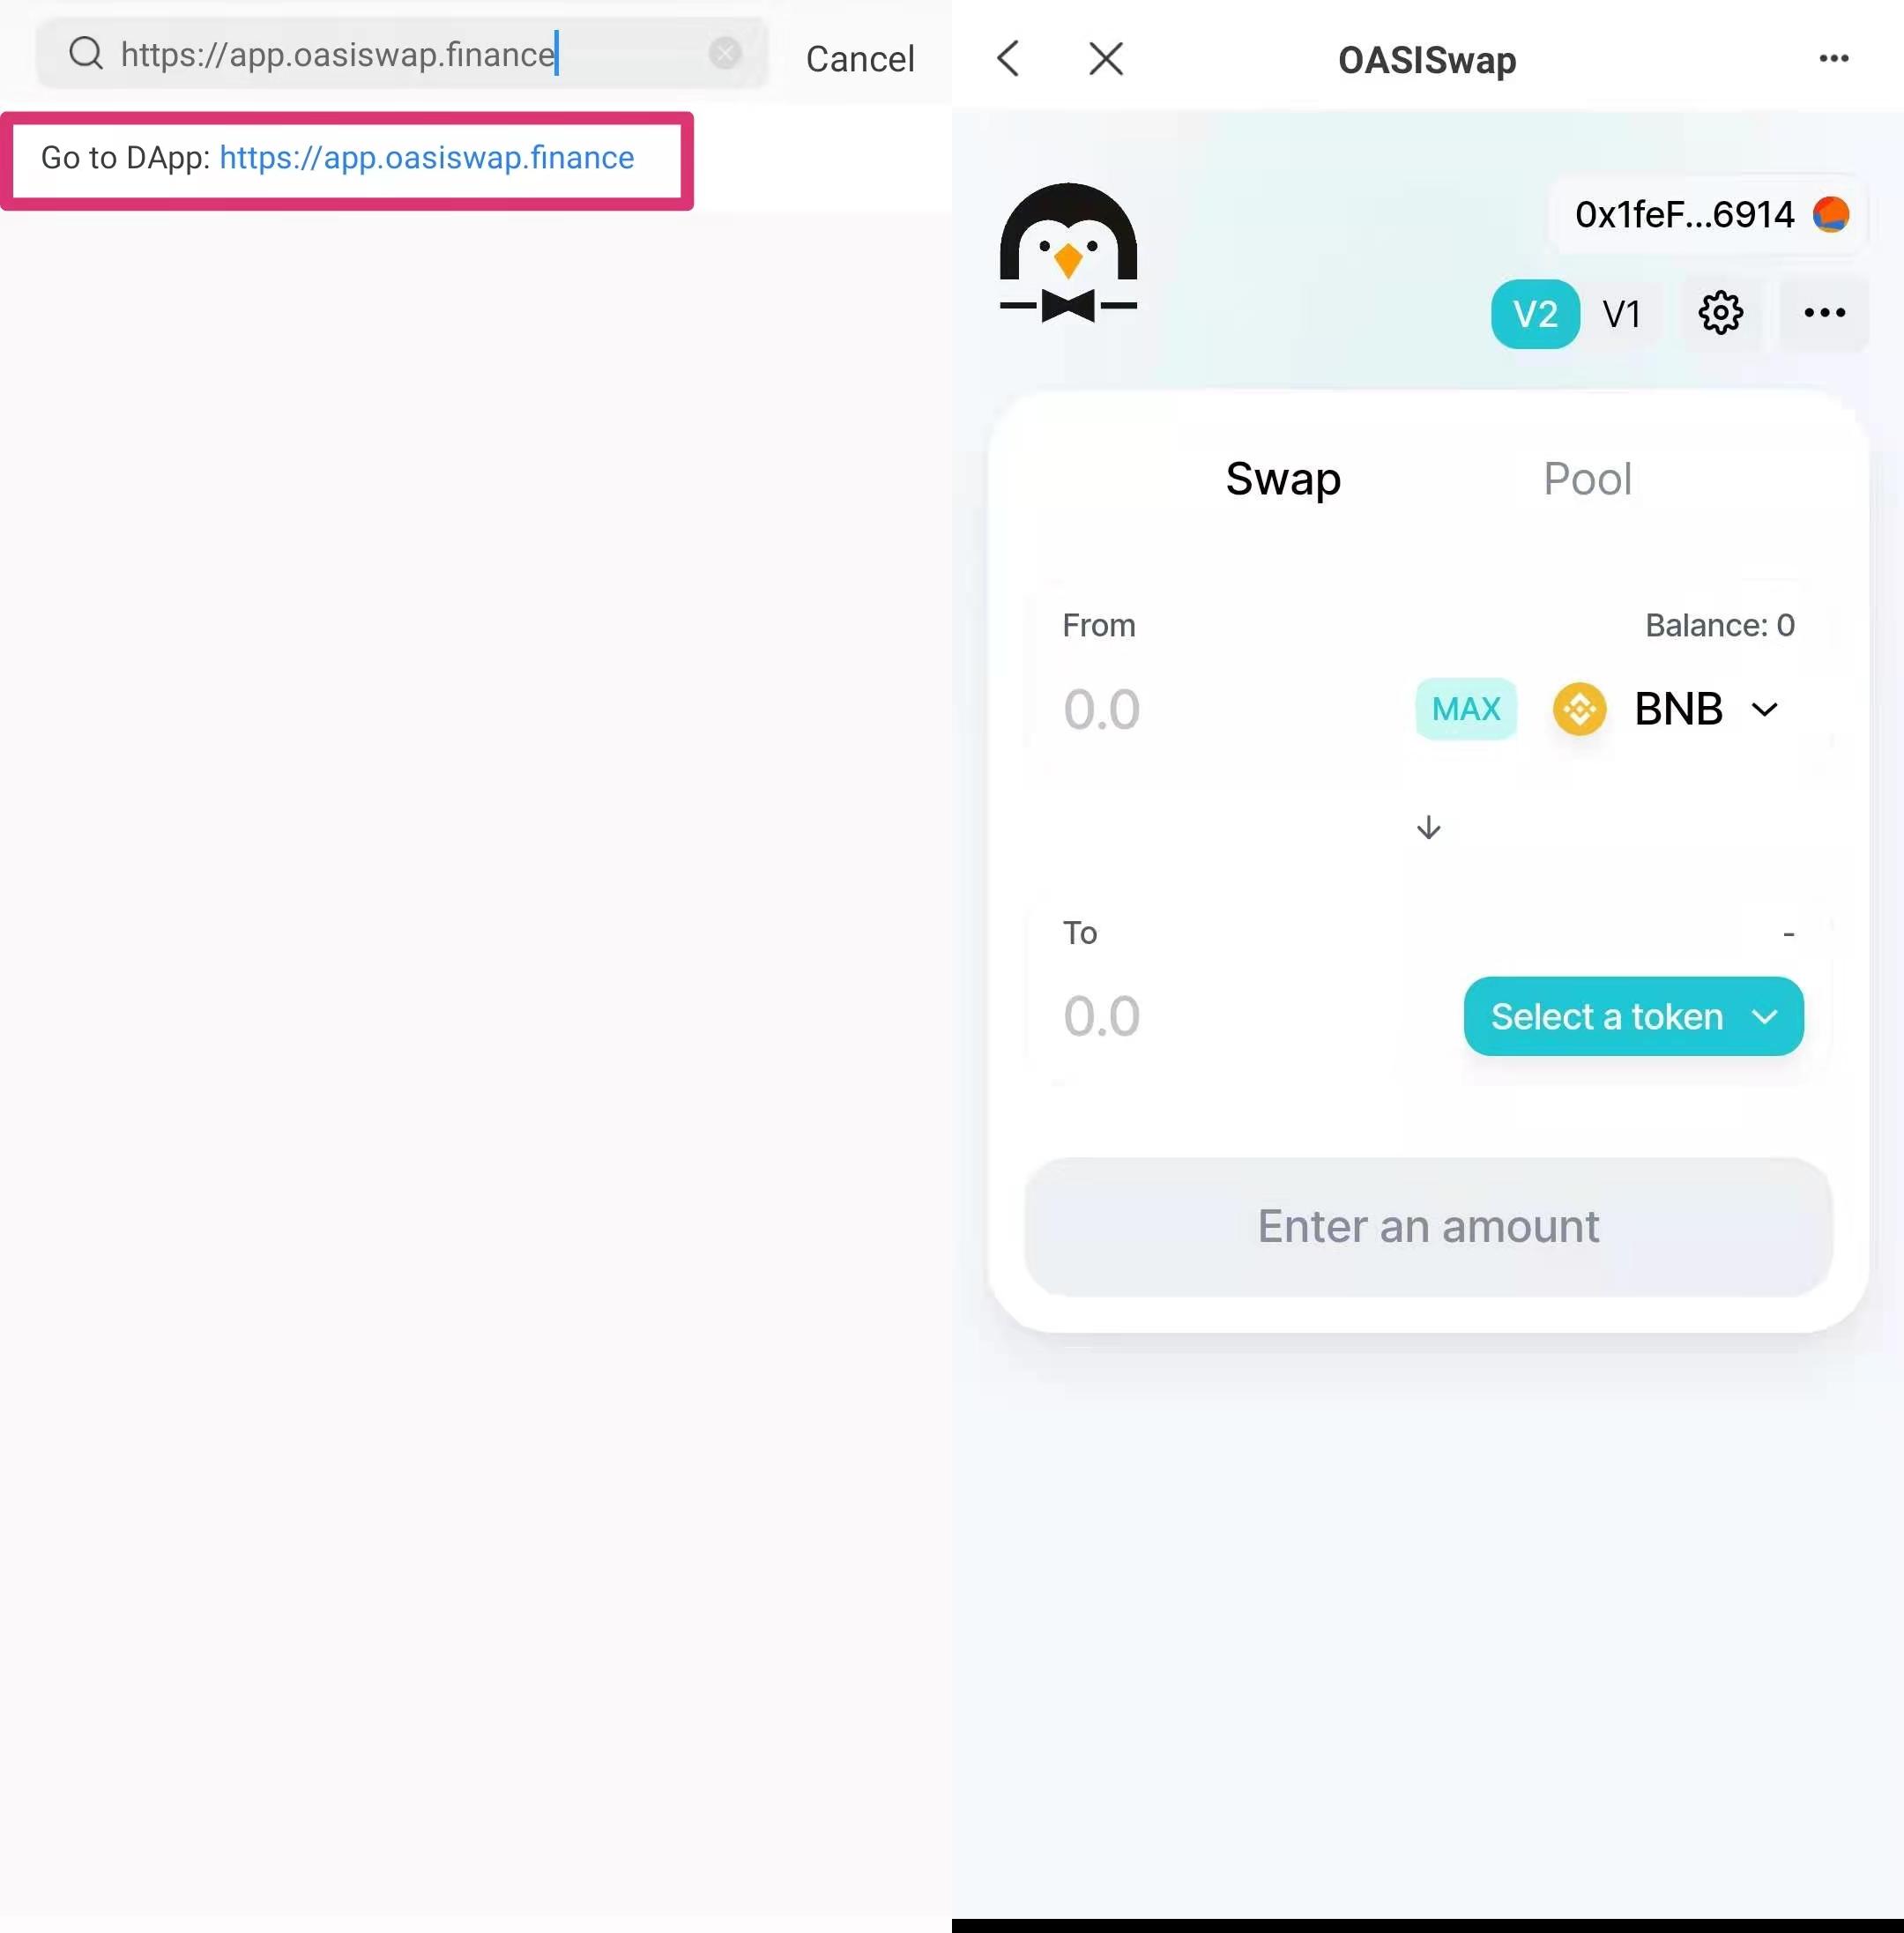 https://app.oasiswap.finance
Cancel
Go to DApp: https://app.oasiswap.finance
OASISwap
0x1feF...6914
V2 V1
Swap Pool
From Balance: 0
0.0 MAX BNB
To -
0.0 Select a token
Enter an amount